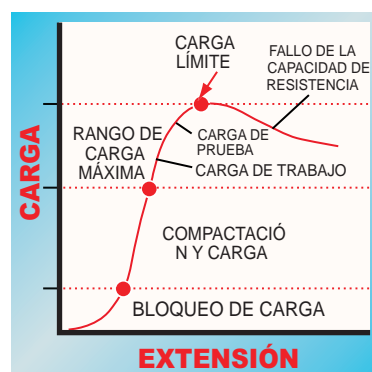 CARGA
LÍMITE
FALLO DE LA
CAPACIDAD DE
RESISTENCIA
RANGO DE
CARGA
MÁXIMA
CARGA DE
PRUEBA
CARGA DE TRABAJO
COMPACTACIÓ
N Y CARGA
BLOQUEO DE CARGA
CARGA
EXTENSIÓN